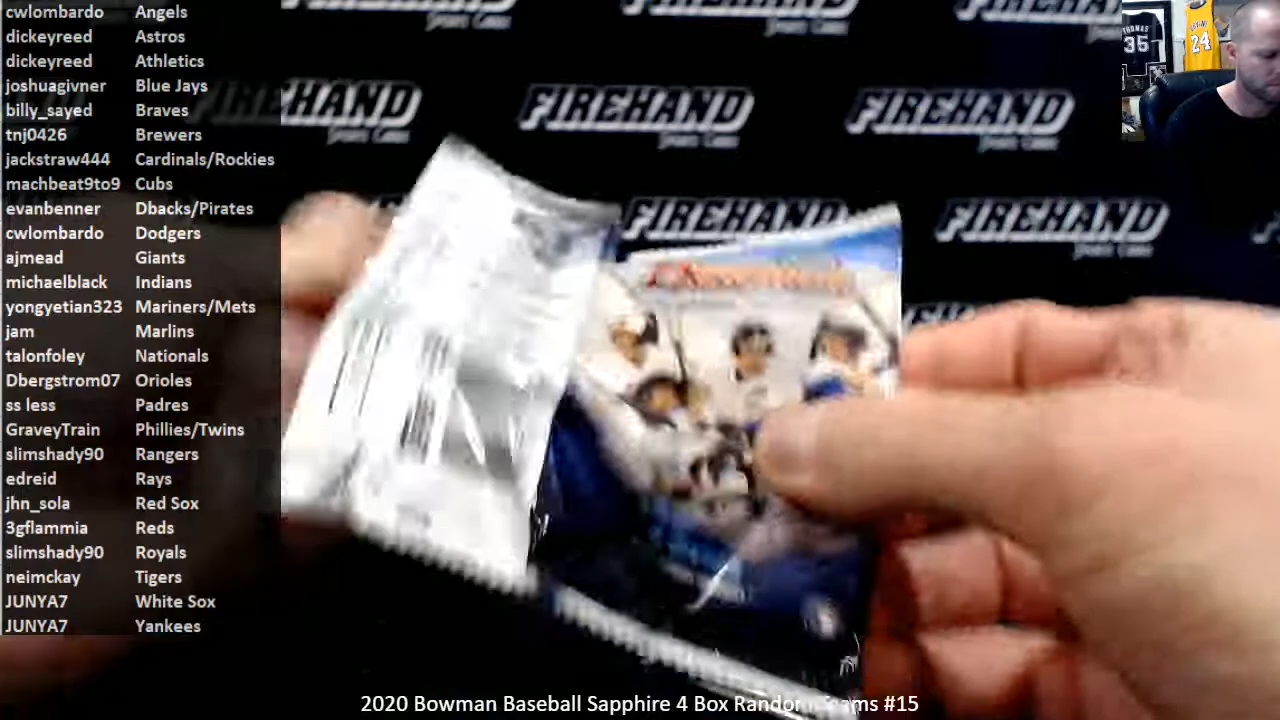 cwlombardo Angels
dickeyreed Astros
dickeyreed Athletics
joshuagivner Blue Jays
billy_sayed Braves
tnj0426 Brewers
jackstraw444 Cardinals/Rockies
machbeat9to9 Cubs
evanbenner Dbacks/Pirates
cwlombardo Dodgers
ajmead Giants
michaelblack Indians
yongyetian323 Mariners/Mets
jam Marlins
talonfoley Nationals
Dbergstrom07 Orioles
ss less Padres
GraveyTrain Phillies/Twins
slimshady90 Rangers
edreid Rays
jhn_sola Red Sox
3gflammia Reds
slimshady90 Royals
neimckay Tigers
JUNYA7 White Sox
JUNYA7 Yankees
FIREHAND
FIREHAND
FIREHAND
FIREHAND
FIREHAND
THOMAS
35
24
2020 Bowman Baseball Sapphire 4 Box Random Teams #15